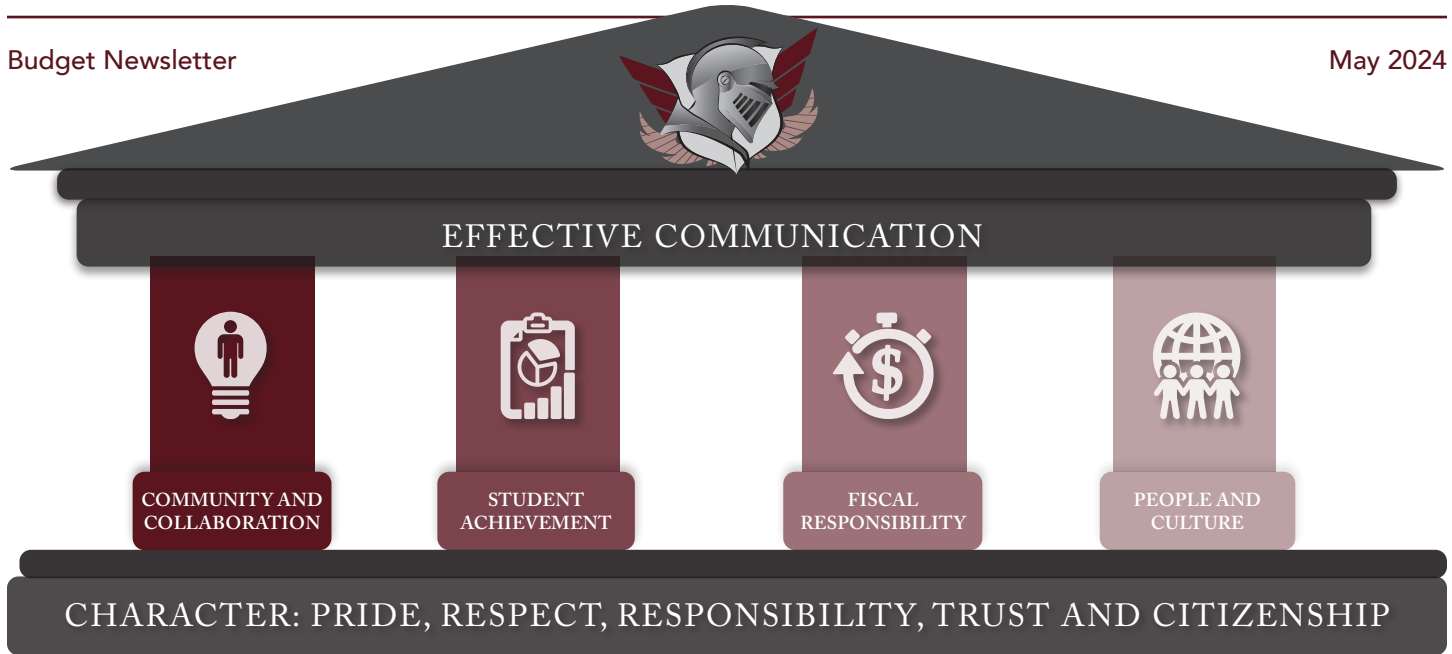 Budget Newsletter
May 2024
EFFECTIVE COMMUNICATION
COMMUNITY AND
COLLABORATION
STUDENT
ACHIEVEMENT
FISCAL
RESPONSIBILITY
PEOPLE AND
CULTURE
CHARACTER: PRIDE, RESPECT, RESPONSIBILITY, TRUST AND CITIZENSHIP